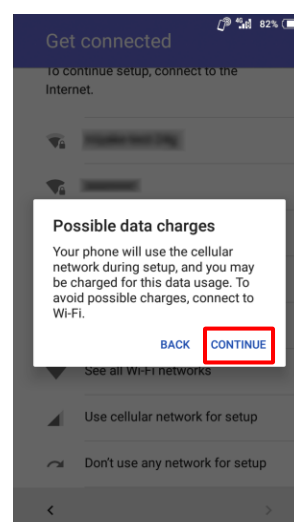 4G 82%
Get connected
To continue setup, connect to the
Internet.
Possible data charges
Your phone will use the cellular
network during setup, and you may
be charged for this data usage. To
avoid possible charges, connect to
Wi-Fi.
BACK CONTINUE
See all Wi-Fi networks
Use cellular network for setup
Don't use any network for setup